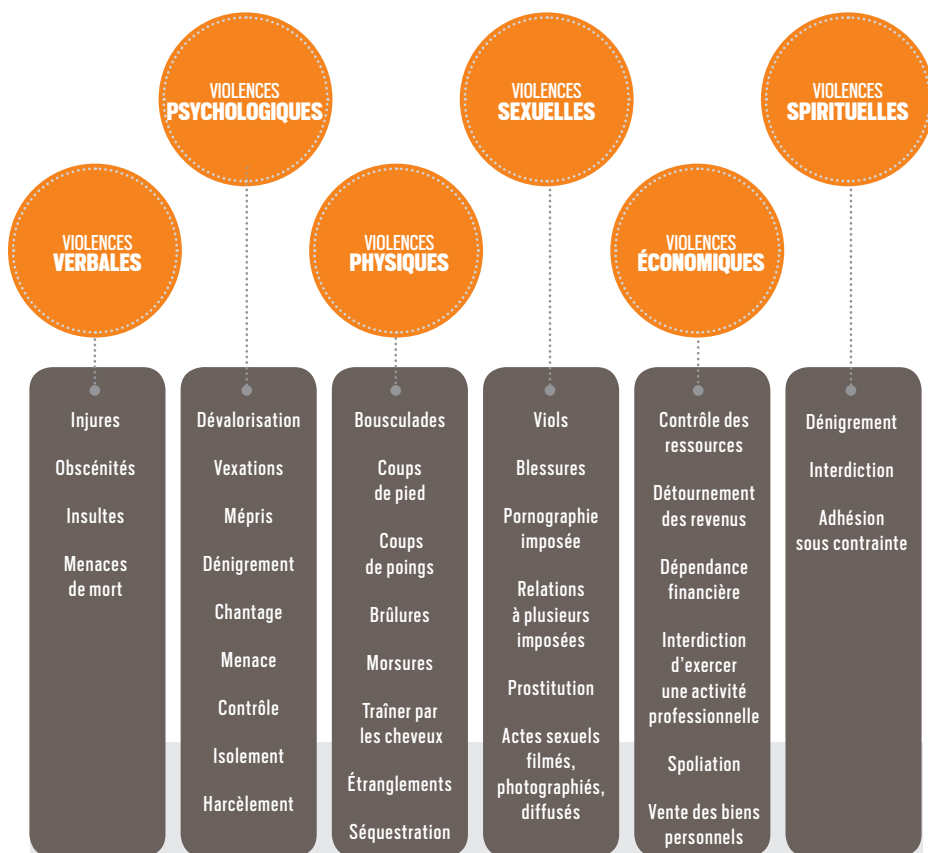 VIOLENCES
VERBALES
Injures
Obscénités
Insultes
Menaces
de mort
VIOLENCES
PSYCHOLOGIQUES
Dévalorisation
Vexations
Mépris
Dénigrement
Chantage
Menace
Contrôle
Isolement
Harcèlement
VIOLENCES
PHYSIQUES
Bousculades
Coups
de pied
Coups
de poings
Brûlures
Morsures
Traîner par
les cheveux
Étranglements
Séquestration
VIOLENCES
SEXUELLES
Viols
Blessures
Pornographie
imposée
Relations
à plusieurs
imposées
Prostitution
Actes sexuels
filmés,
photographiés,
diffusés
VIOLENCES
ÉCONOMIQUES
Contrôle des
ressources
Détournement
des revenus
Dépendance
financière
Interdiction
d'exercer
une activité
professionnelle
Spoliation
Vente des biens
personnels
VIOLENCES
SPIRITUELLES
Dénigrement
Interdiction
Adhésion
sous contrainte